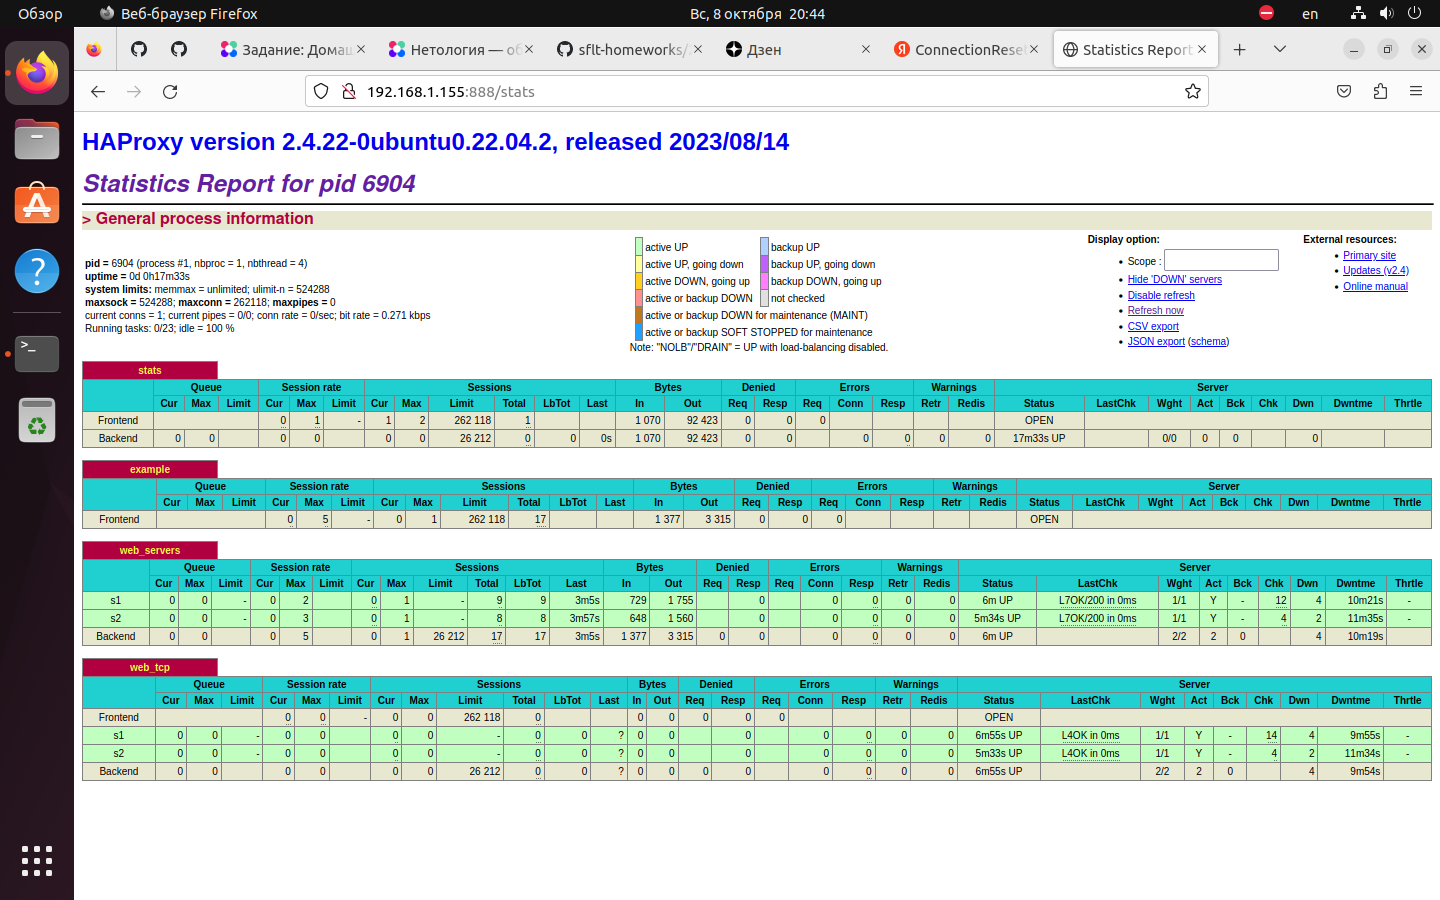 Обзор Веб-браузер Firefox Вс, 8 октября 20:44 en
Задание: Домаш Нетология — об sflt-homeworks/ Дзен ConnectionRese Statistics Report
192.168.1.155:888/stats
HAProxy version 2.4.22-0ubuntu0.22.04.2, released 2023/08/14
Statistics Report for pid 6904
> General process information
pid = 6904 (process #1, nbproc = 1, nbthread = 4)
uptime = 0d 0h17m33s
system limits: memmax = unlimited; ulimit-n = 524288
maxsock = 524288; maxconn = 262118; maxpipes = 0
current conns = 1; current pipes = 0/0; conn rate = 0/sec; bit rate = 0.271 kbps
Running tasks: 0/23; idle = 100 %
active UP backup UP
active UP, going down backup UP, going down
active DOWN, going up backup DOWN, going up
active or backup DOWN not checked
active or backup DOWN for maintenance (MAINT)
active or backup SOFT STOPPED for maintenance
Note: "NOLB"/"DRAIN" = UP with load-balancing disabled.
Display option:
• Scope :
• Hide 'DOWN' servers
• Disable refresh
• Refresh now
• CSV export
• JSON export (schema)
External resources:
• Primary site
• Updates (v2.4)
• Online manual
stats
Queue Session rate Sessions Bytes Denied Errors Warnings Server
Cur Max Limit Cur Max Limit Cur Max Limit Total LbTot Last In Out Req Resp Req Conn Resp Retr Redis Status LastChk Wght Act Bck Chk Dwn Dwntme Thrtle
Frontend 0 1 - 1 2 262 118 1 1 070 92 423 0 0 0 OPEN
Backend 0 0 0 0 0 0 26 212 0 0 0s 1 070 92 423 0 0 0 0 0 0 17m33s UP 0/0 0 0 0
example
Queue Session rate Sessions Bytes Denied Errors Warnings Server
Cur Max Limit Cur Max Limit Cur Max Limit Total LbTot Last In Out Req Resp Req Conn Resp Retr Redis Status LastChk Wght Act Bck Chk Dwn Dwntme Thrtle
Frontend 0 5 - 0 1 262 118 17 1 377 3 315 0 0 0 OPEN
web_servers
Queue Session rate Sessions Bytes Denied Errors Warnings Server
Cur Max Limit Cur Max Limit Cur Max Limit Total LbTot Last In Out Req Resp Req Conn Resp Retr Redis Status LastChk Wght Act Bck Chk Dwn Dwntme Thrtle
s1 0 0 - 0 2 0 1 - 9 9 3m5s 729 1 755 0 0 0 0 0 6m UP L7OK/200 in 0ms 1/1 Y - 12 4 10m21s -
s2 0 0 - 0 3 0 1 - 8 8 3m57s 648 1 560 0 0 0 0 0 5m34s UP L7OK/200 in 0ms 1/1 Y - 4 2 11m35s -
Backend 0 0 0 5 0 1 26 212 17 17 3m5s 1 377 3 315 0 0 0 0 0 0 6m UP 2/2 2 0 4 10m19s
web_tcp
Queue Session rate Sessions Bytes Denied Errors Warnings Server
Cur Max Limit Cur Max Limit Cur Max Limit Total LbTot Last In Out Req Resp Req Conn Resp Retr Redis Status LastChk Wght Act Bck Chk Dwn Dwntme Thrtle
Frontend 0 0 - 0 0 262 118 0 0 0 0 0 0 OPEN
s1 0 0 - 0 0 0 0 - 0 0 ? 0 0 0 0 0 0 0 6m55s UP L4OK in 0ms 1/1 Y - 14 4 9m55s -
s2 0 0 - 0 0 0 0 - 0 0 ? 0 0 0 0 0 0 0 5m33s UP L4OK in 0ms 1/1 Y - 4 2 11m34s -
Backend 0 0 0 0 0 0 26 212 0 0 ? 0 0 0 0 0 0 0 0 6m55s UP 2/2 2 0 4 9m54s